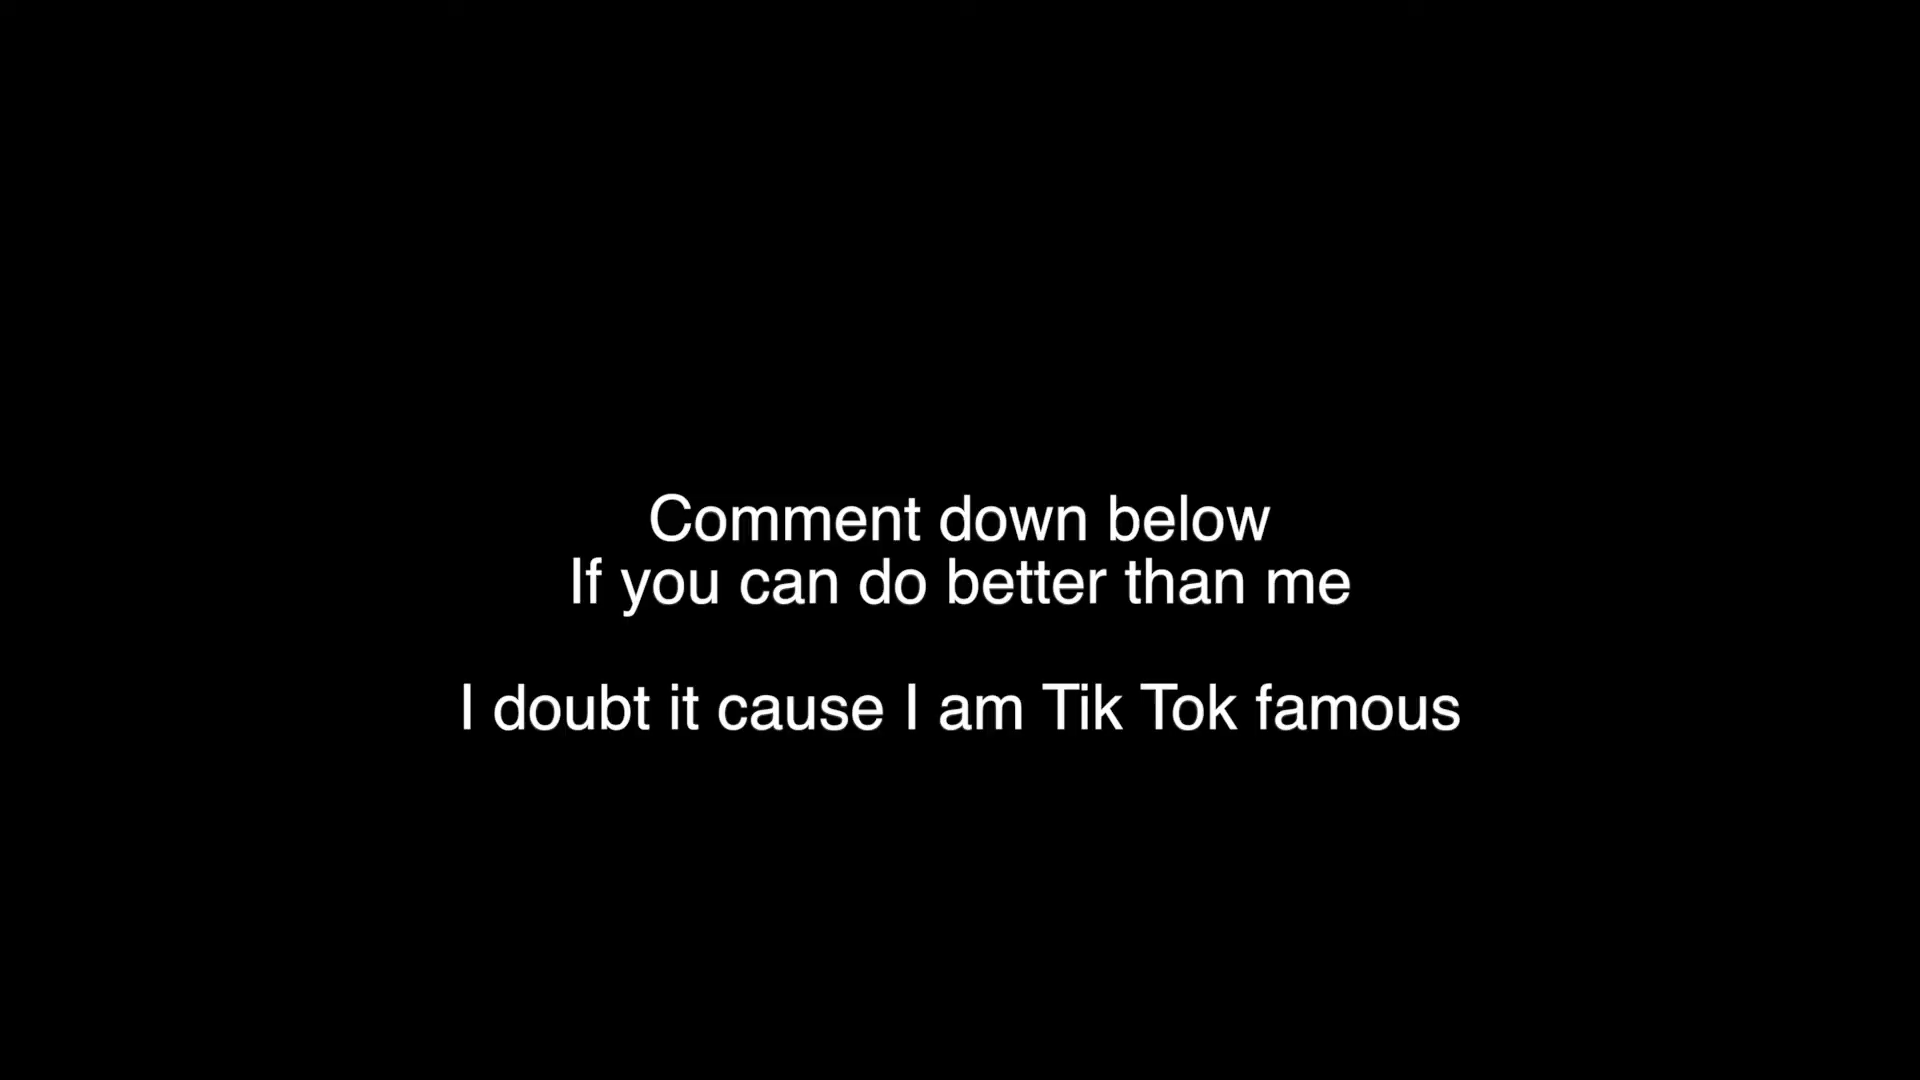 Comment down below
If you can do better than me
I doubt it cause I am Tik Tok famous